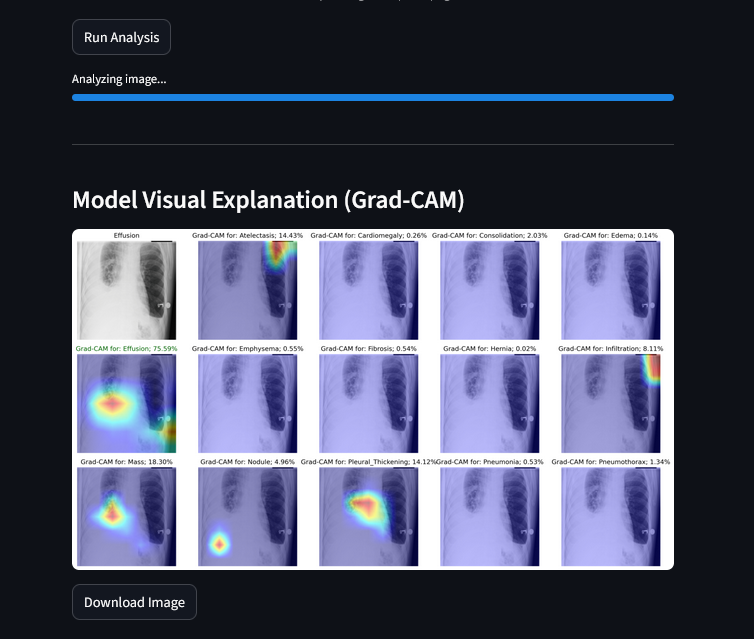 Run Analysis
Analyzing image...
Model Visual Explanation (Grad-CAM)
Effusion
Grad-CAM for: Atelectasis; 14.43%
Grad-CAM for: Cardiomegaly; 0.26%
Grad-CAM for: Consolidation; 2.03%
Grad-CAM for: Edema; 0.14%
Grad-CAM for: Effusion; 75.59%
Grad-CAM for: Emphysema; 0.55%
Grad-CAM for: Fibrosis; 0.54%
Grad-CAM for: Hernia; 0.02%
Grad-CAM for: Infiltration; 8.11%
Grad-CAM for: Mass; 18.30%
Grad-CAM for: Nodule; 4.96%
Grad-CAM for: Pleural_Thickening; 14.12%
Grad-CAM for: Pneumonia; 0.53%
Grad-CAM for: Pneumothorax; 1.34%
Download Image